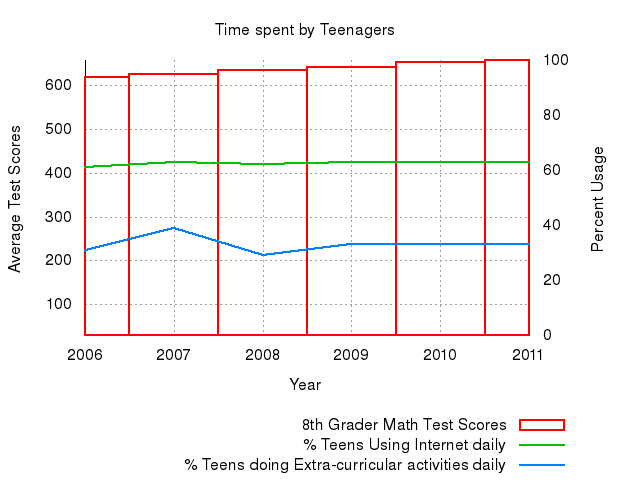 Time spent by Teenagers
Average Test Scores
600
500
400
300
200
100
100
80
60
40
20
0
Percent Usage
2006 2007 2008 2009 2010 2011
Year
8th Grader Math Test Scores
% Teens Using Internet daily
% Teens doing Extra-curricular activities daily